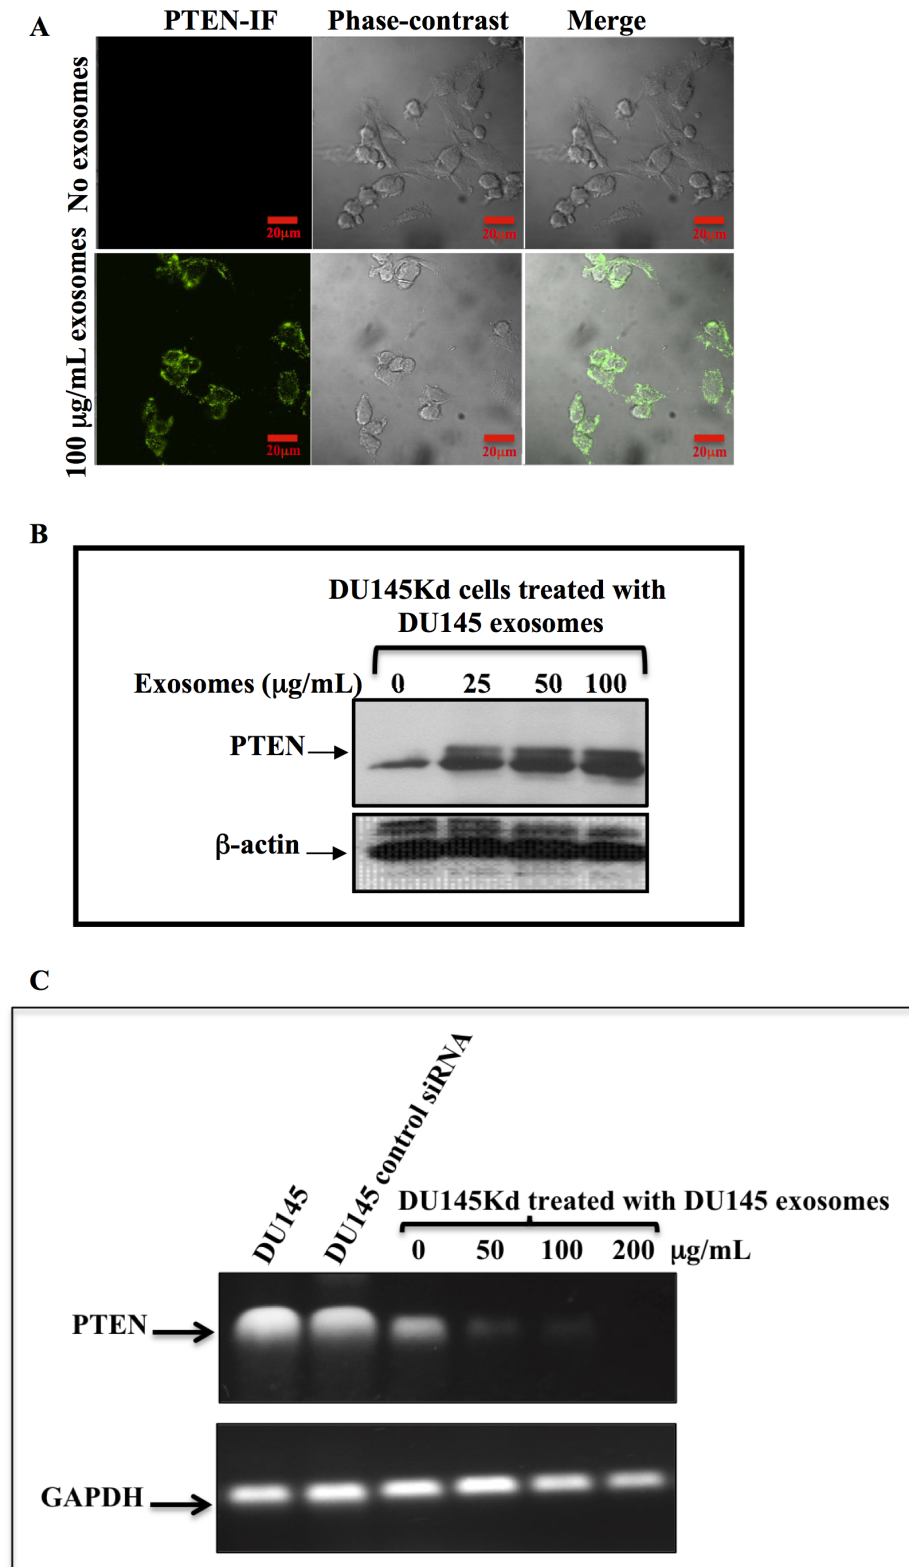 A
PTEN-IF Phase-contrast Merge
No exosomes
20μm 20μm 20μm
100 μg/mL exosomes
20μm 20μm 20μm
B
DU145Kd cells treated with
DU145 exosomes
Exosomes (μg/mL) 0 25 50 100
PTEN
β-actin
C
DU145
DU145 control siRNA
DU145Kd treated with DU145 exosomes
0 50 100 200 μg/mL
PTEN
GAPDH